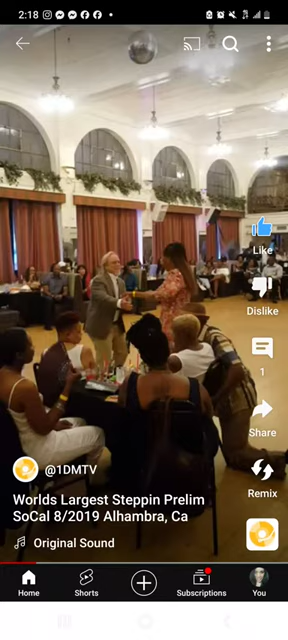 2:18
Like
Dislike
1
Share
@1DMTV
Remix
Worlds Largest Steppin Prelim
SoCal 8/2019 Alhambra, Ca
Original Sound
Home
Shorts
Subscriptions
You